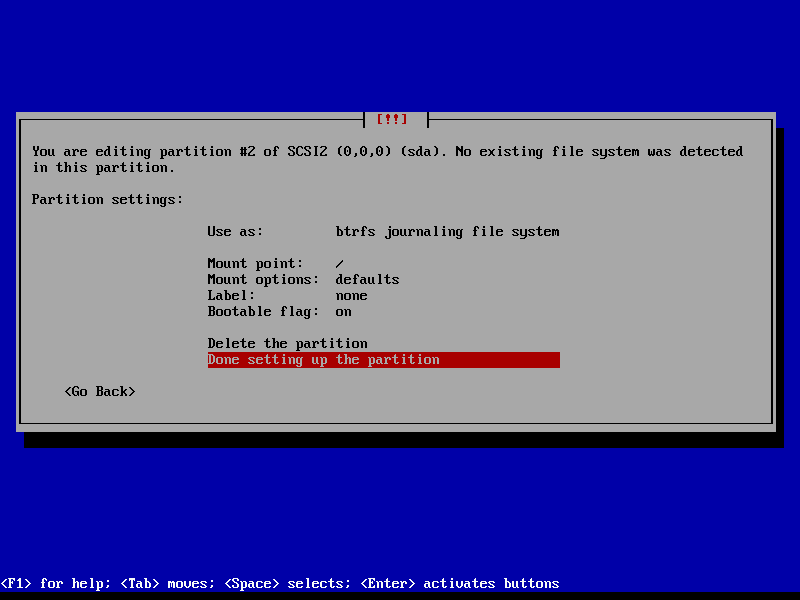 [!!]
You are editing partition #2 of SCSI2 (0,0,0) (sda). No existing file system was detected
in this partition.
Partition settings:
Use as: btrfs journaling file system
Mount point: /
Mount options: defaults
Label: none
Bootable flag: on
Delete the partition
Done setting up the partition
<Go Back>
<F1> for help; <Tab> moves; <Space> selects; <Enter> activates buttons